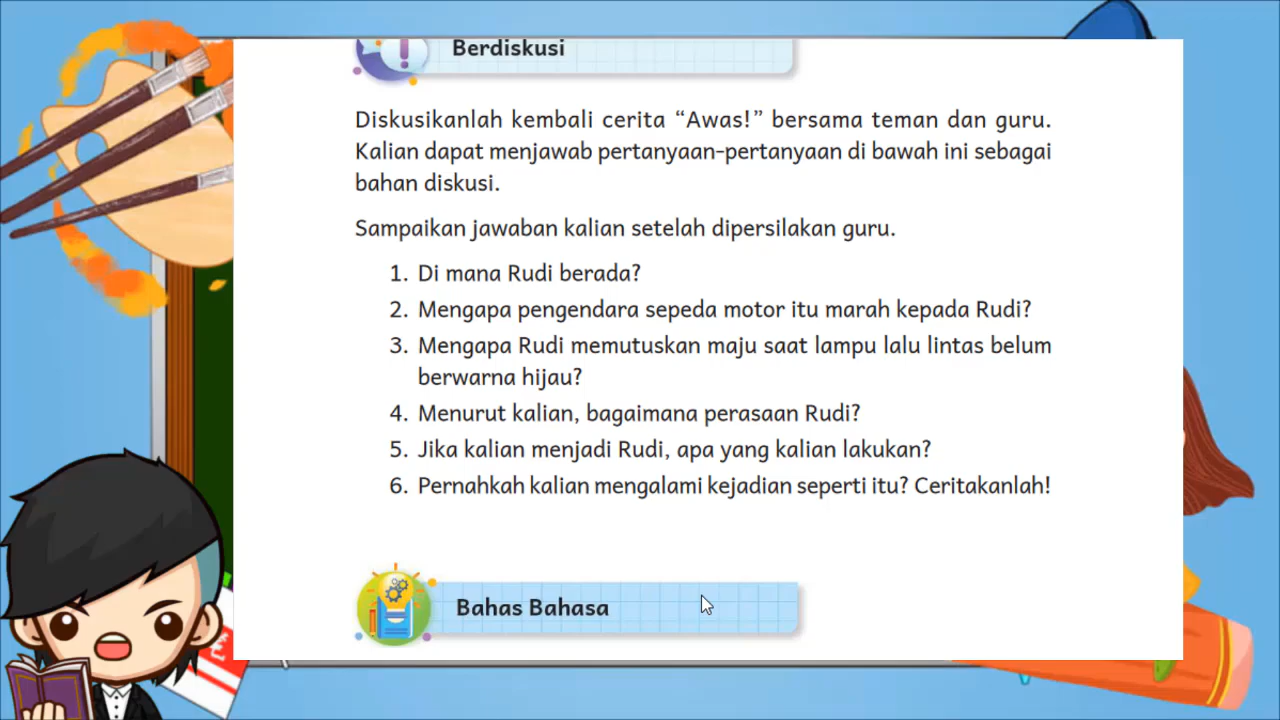 Berdiskusi
Diskusikanlah kembali cerita “Awas!” bersama teman dan guru.
Kalian dapat menjawab pertanyaan-pertanyaan di bawah ini sebagai
bahan diskusi.
Sampaikan jawaban kalian setelah dipersilakan guru.
1. Di mana Rudi berada?
2. Mengapa pengendara sepeda motor itu marah kepada Rudi?
3. Mengapa Rudi memutuskan maju saat lampu lalu lintas belum
berwarna hijau?
4. Menurut kalian, bagaimana perasaan Rudi?
5. Jika kalian menjadi Rudi, apa yang kalian lakukan?
6. Pernahkah kalian mengalami kejadian seperti itu? Ceritakanlah!
Bahas Bahasa